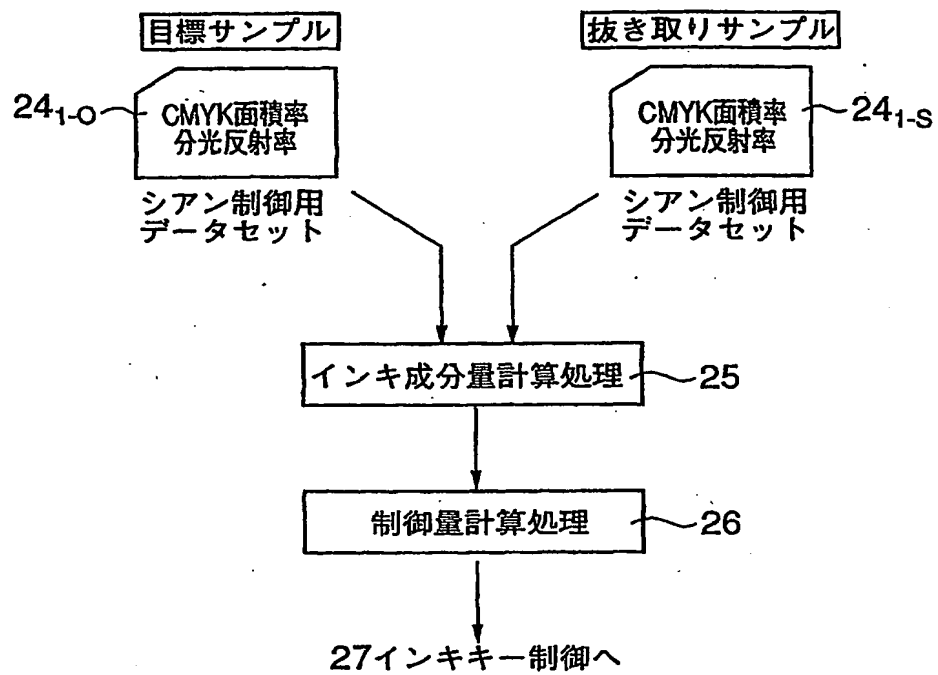 目標サンプル
抜き取りサンプル
24₁₋₀
CMYK面積率
分光反射率
CMYK面積率
分光反射率
24₁₋S
シアン制御用
データセット
シアン制御用
データセット
インキ成分量計算処理
25
制御量計算処理
26
27インキキー制御へ